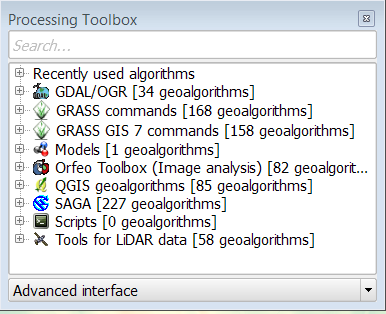 Processing Toolbox
Search...
Recently used algorithms
GDAL/OGR [34 geoalgorithms]
GRASS commands [168 geoalgorithms]
GRASS GIS 7 commands [158 geoalgorithms]
Models [1 geoalgorithms]
Orfeo Toolbox (Image analysis) [82 geoalgorit...
QGIS geoalgorithms [85 geoalgorithms]
SAGA [227 geoalgorithms]
Scripts [0 geoalgorithms]
Tools for LiDAR data [58 geoalgorithms]
Advanced interface